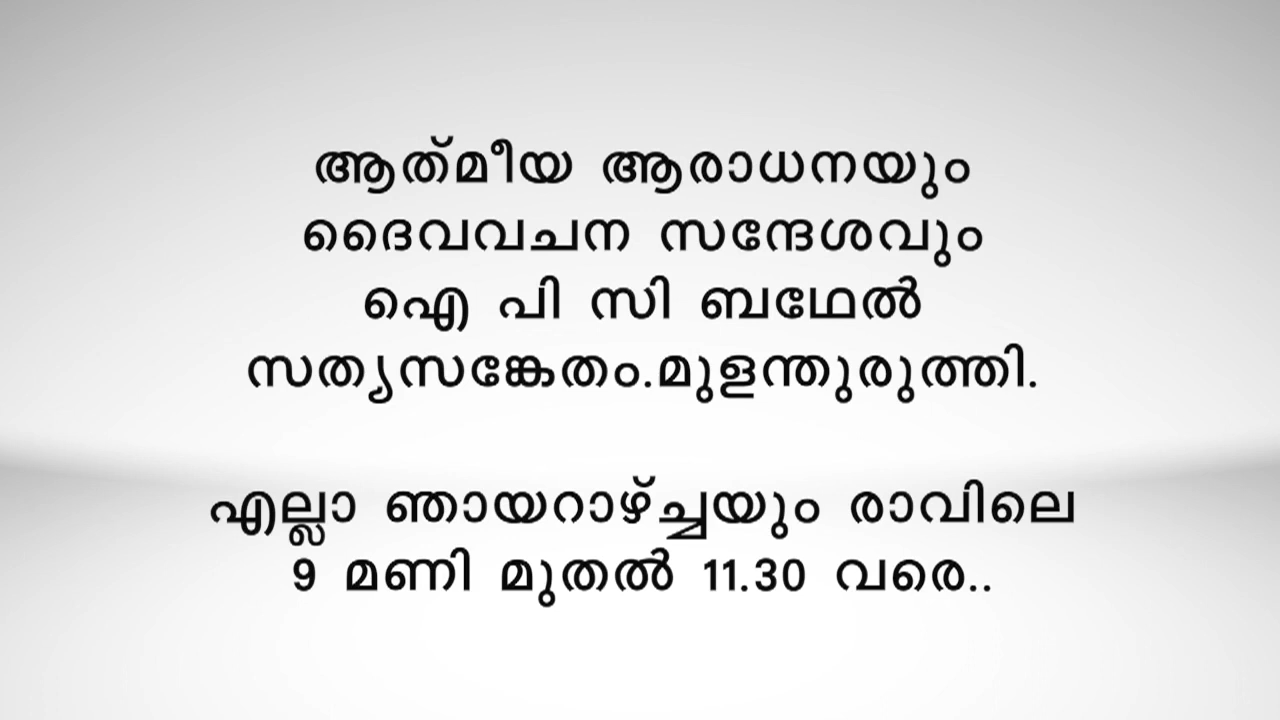 ആത്‌മീയ ആരാധനയും
ദൈവവചന സന്ദേശവും
ഐ പി സി ബഥേൽ
സത്യസങ്കേതം.മുളന്തുരുത്തി.
എല്ലാ ഞായറാഴ്ച്ചയും രാവിലെ
9 മണി മുതൽ 11.30 വരെ..